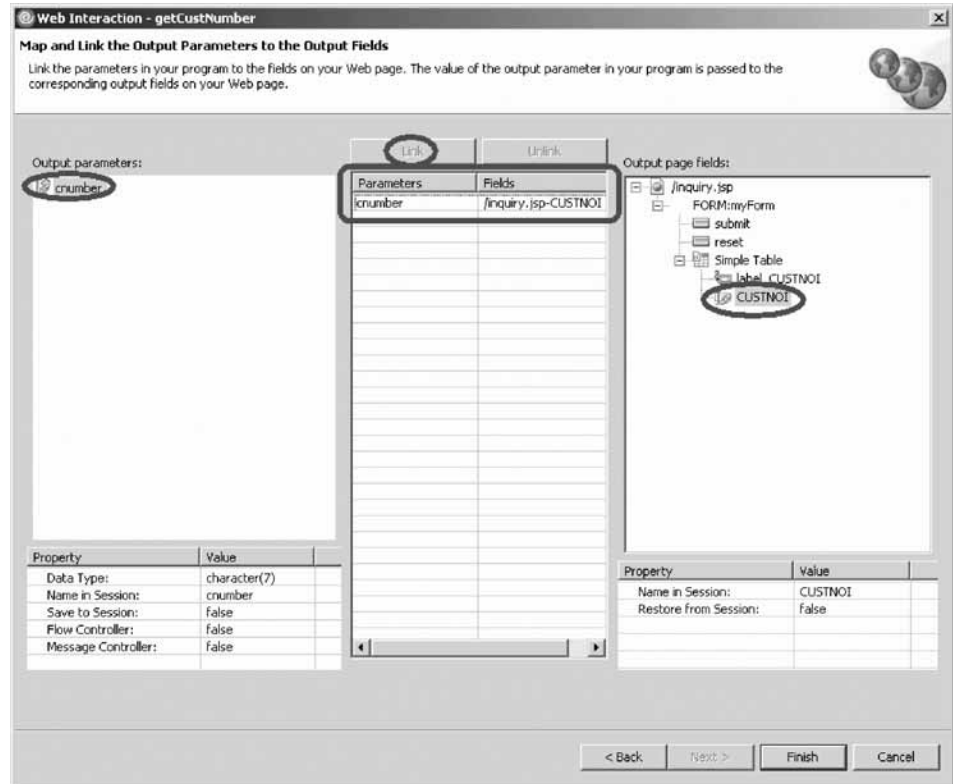 Web Interaction - getCustNumber
Map and Link the Output Parameters to the Output Fields
Link the parameters in your program to the fields on your Web page. The value of the output parameter in your program is passed to the
corresponding output fields on your Web page.
Link
Unlink
Output parameters:
cnumber
Parameters Fields
cnumber /inquiry.jsp-CUSTNOI
Output page fields:
/inquiry.jsp
FORM:myForm
submit
reset
Simple Table
label_CUSTNOI
CUSTNOI
Property Value
Data Type: character(7)
Name in Session: cnumber
Save to Session: false
Flow Controller: false
Message Controller: false
Property Value
Name in Session: CUSTNOI
Restore from Session: false
< Back
Next >
Finish
Cancel